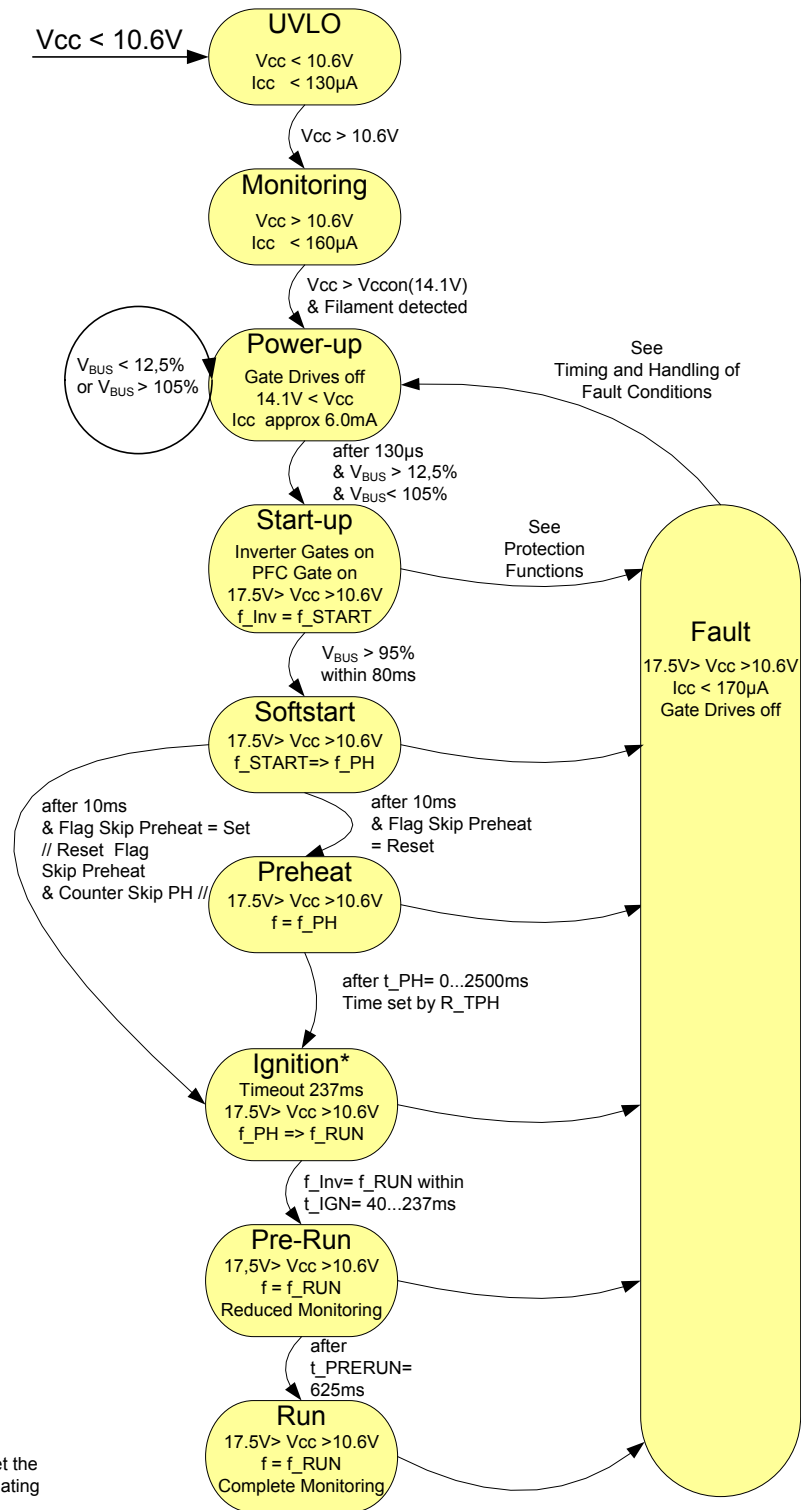 Vcc < 10.6V
UVLO
Vcc < 10.6V
Icc < 130µA
Vcc > 10.6V
Monitoring
Vcc > 10.6V
Icc < 160µA
Vcc > Vccon(14.1V)
& Filament detected
V_BUS < 12,5%
or V_BUS > 105%
Power-up
Gate Drives off
14.1V < Vcc
Icc approx 6.0mA
See
Timing and Handling of
Fault Conditions
after 130µs
& V_BUS > 12,5%
& V_BUS< 105%
Start-up
Inverter Gates on
PFC Gate on
17.5V> Vcc >10.6V
f_Inv = f_START
See
Protection
Functions
Fault
17.5V> Vcc >10.6V
Icc < 170µA
Gate Drives off
V_BUS > 95%
within 80ms
Softstart
17.5V> Vcc >10.6V
f_START=> f_PH
after 10ms
& Flag Skip Preheat = Set
// Reset Flag
Skip Preheat
& Counter Skip PH //
after 10ms
& Flag Skip Preheat
= Reset
Preheat
17.5V> Vcc >10.6V
f = f_PH
after t_PH= 0...2500ms
Time set by R_TPH
Ignition*
Timeout 237ms
17.5V> Vcc >10.6V
f_PH => f_RUN
f_Inv= f_RUN within
t_IGN= 40...237ms
Pre-Run
17,5V> Vcc >10.6V
f = f_RUN
Reduced Monitoring
after
t_PRERUN=
625ms
Run
17.5V> Vcc >10.6V
f = f_RUN
Complete Monitoring
the